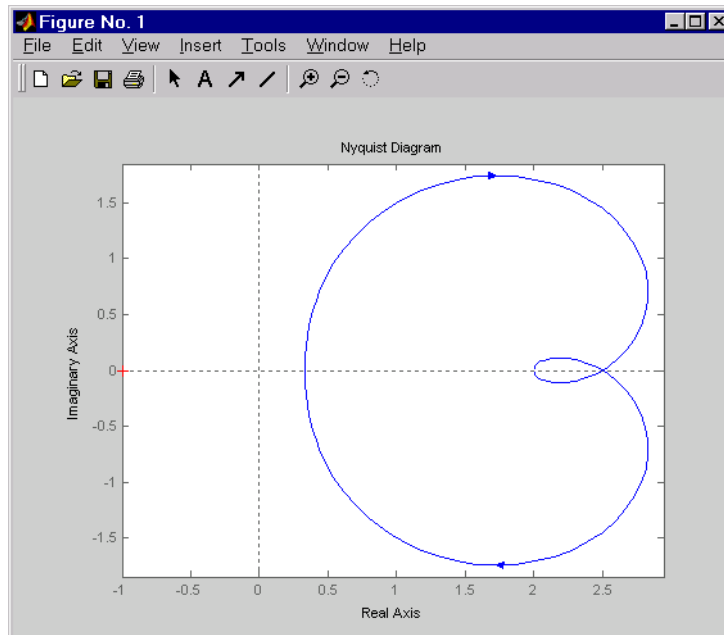 Figure No. 1
File Edit View Insert Tools Window Help
A
Nyquist Diagram
1.5
1
0.5
0
-0.5
-1
-1.5
Imaginary Axis
-1 -0.5 0 0.5 1 1.5 2 2.5
Real Axis